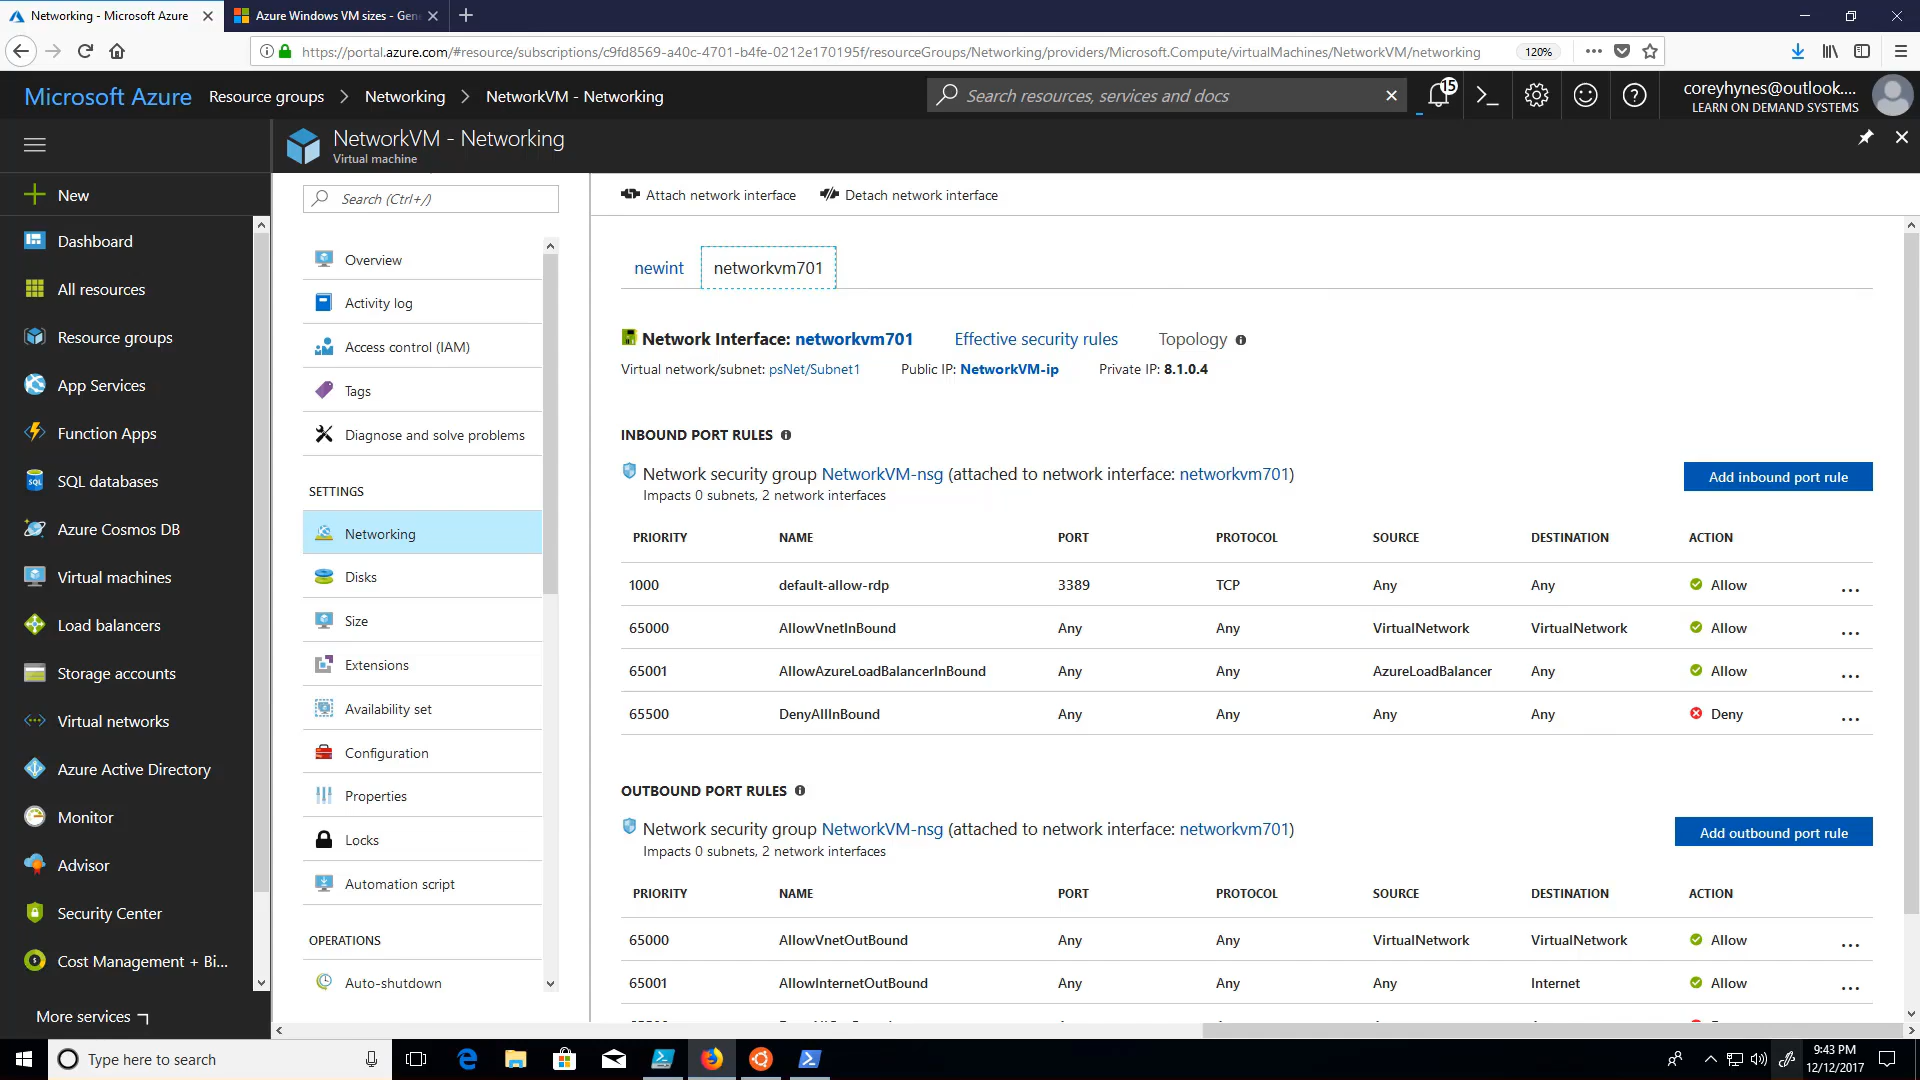 Networking - Microsoft Azure
Azure Windows VM sizes - Gen
https://portal.azure.com/#resource/subscriptions/c9fd8569-a40c-4701-b4fe-0212e170195f/resourceGroups/Networking/providers/Microsoft.Compute/virtualMachines/NetworkVM/networking
120%
Microsoft Azure
Resource groups
Networking
NetworkVM - Networking
Search resources, services and docs
15
coreyhynes@outlook....
LEARN ON DEMAND SYSTEMS
NetworkVM - Networking
Virtual machine
New
Dashboard
All resources
Resource groups
App Services
Function Apps
SQL databases
Azure Cosmos DB
Virtual machines
Load balancers
Storage accounts
Virtual networks
Azure Active Directory
Monitor
Advisor
Security Center
Cost Management + Bi...
More services
Search (Ctrl+/)
Overview
Activity log
Access control (IAM)
Tags
Diagnose and solve problems
SETTINGS
Networking
Disks
Size
Extensions
Availability set
Configuration
Properties
Locks
Automation script
OPERATIONS
Auto-shutdown
Attach network interface
Detach network interface
newint
networkvm701
Network Interface: networkvm701
Effective security rules
Topology
Virtual network/subnet: psNet/Subnet1
Public IP: NetworkVM-ip
Private IP: 8.1.0.4
INBOUND PORT RULES
Network security group NetworkVM-nsg (attached to network interface: networkvm701)
Impacts 0 subnets, 2 network interfaces
Add inbound port rule
PRIORITY NAME PORT PROTOCOL SOURCE DESTINATION ACTION
1000 default-allow-rdp 3389 TCP Any Any Allow ...
65000 AllowVnetInBound Any Any VirtualNetwork VirtualNetwork Allow ...
65001 AllowAzureLoadBalancerInBound Any Any AzureLoadBalancer Any Allow ...
65500 DenyAllInBound Any Any Any Any Deny ...
OUTBOUND PORT RULES
Network security group NetworkVM-nsg (attached to network interface: networkvm701)
Impacts 0 subnets, 2 network interfaces
Add outbound port rule
PRIORITY NAME PORT PROTOCOL SOURCE DESTINATION ACTION
65000 AllowVnetOutBound Any Any VirtualNetwork VirtualNetwork Allow ...
65001 AllowInternetOutBound Any Any Any Internet Allow ...
Type here to search
9:43 PM
12/12/2017